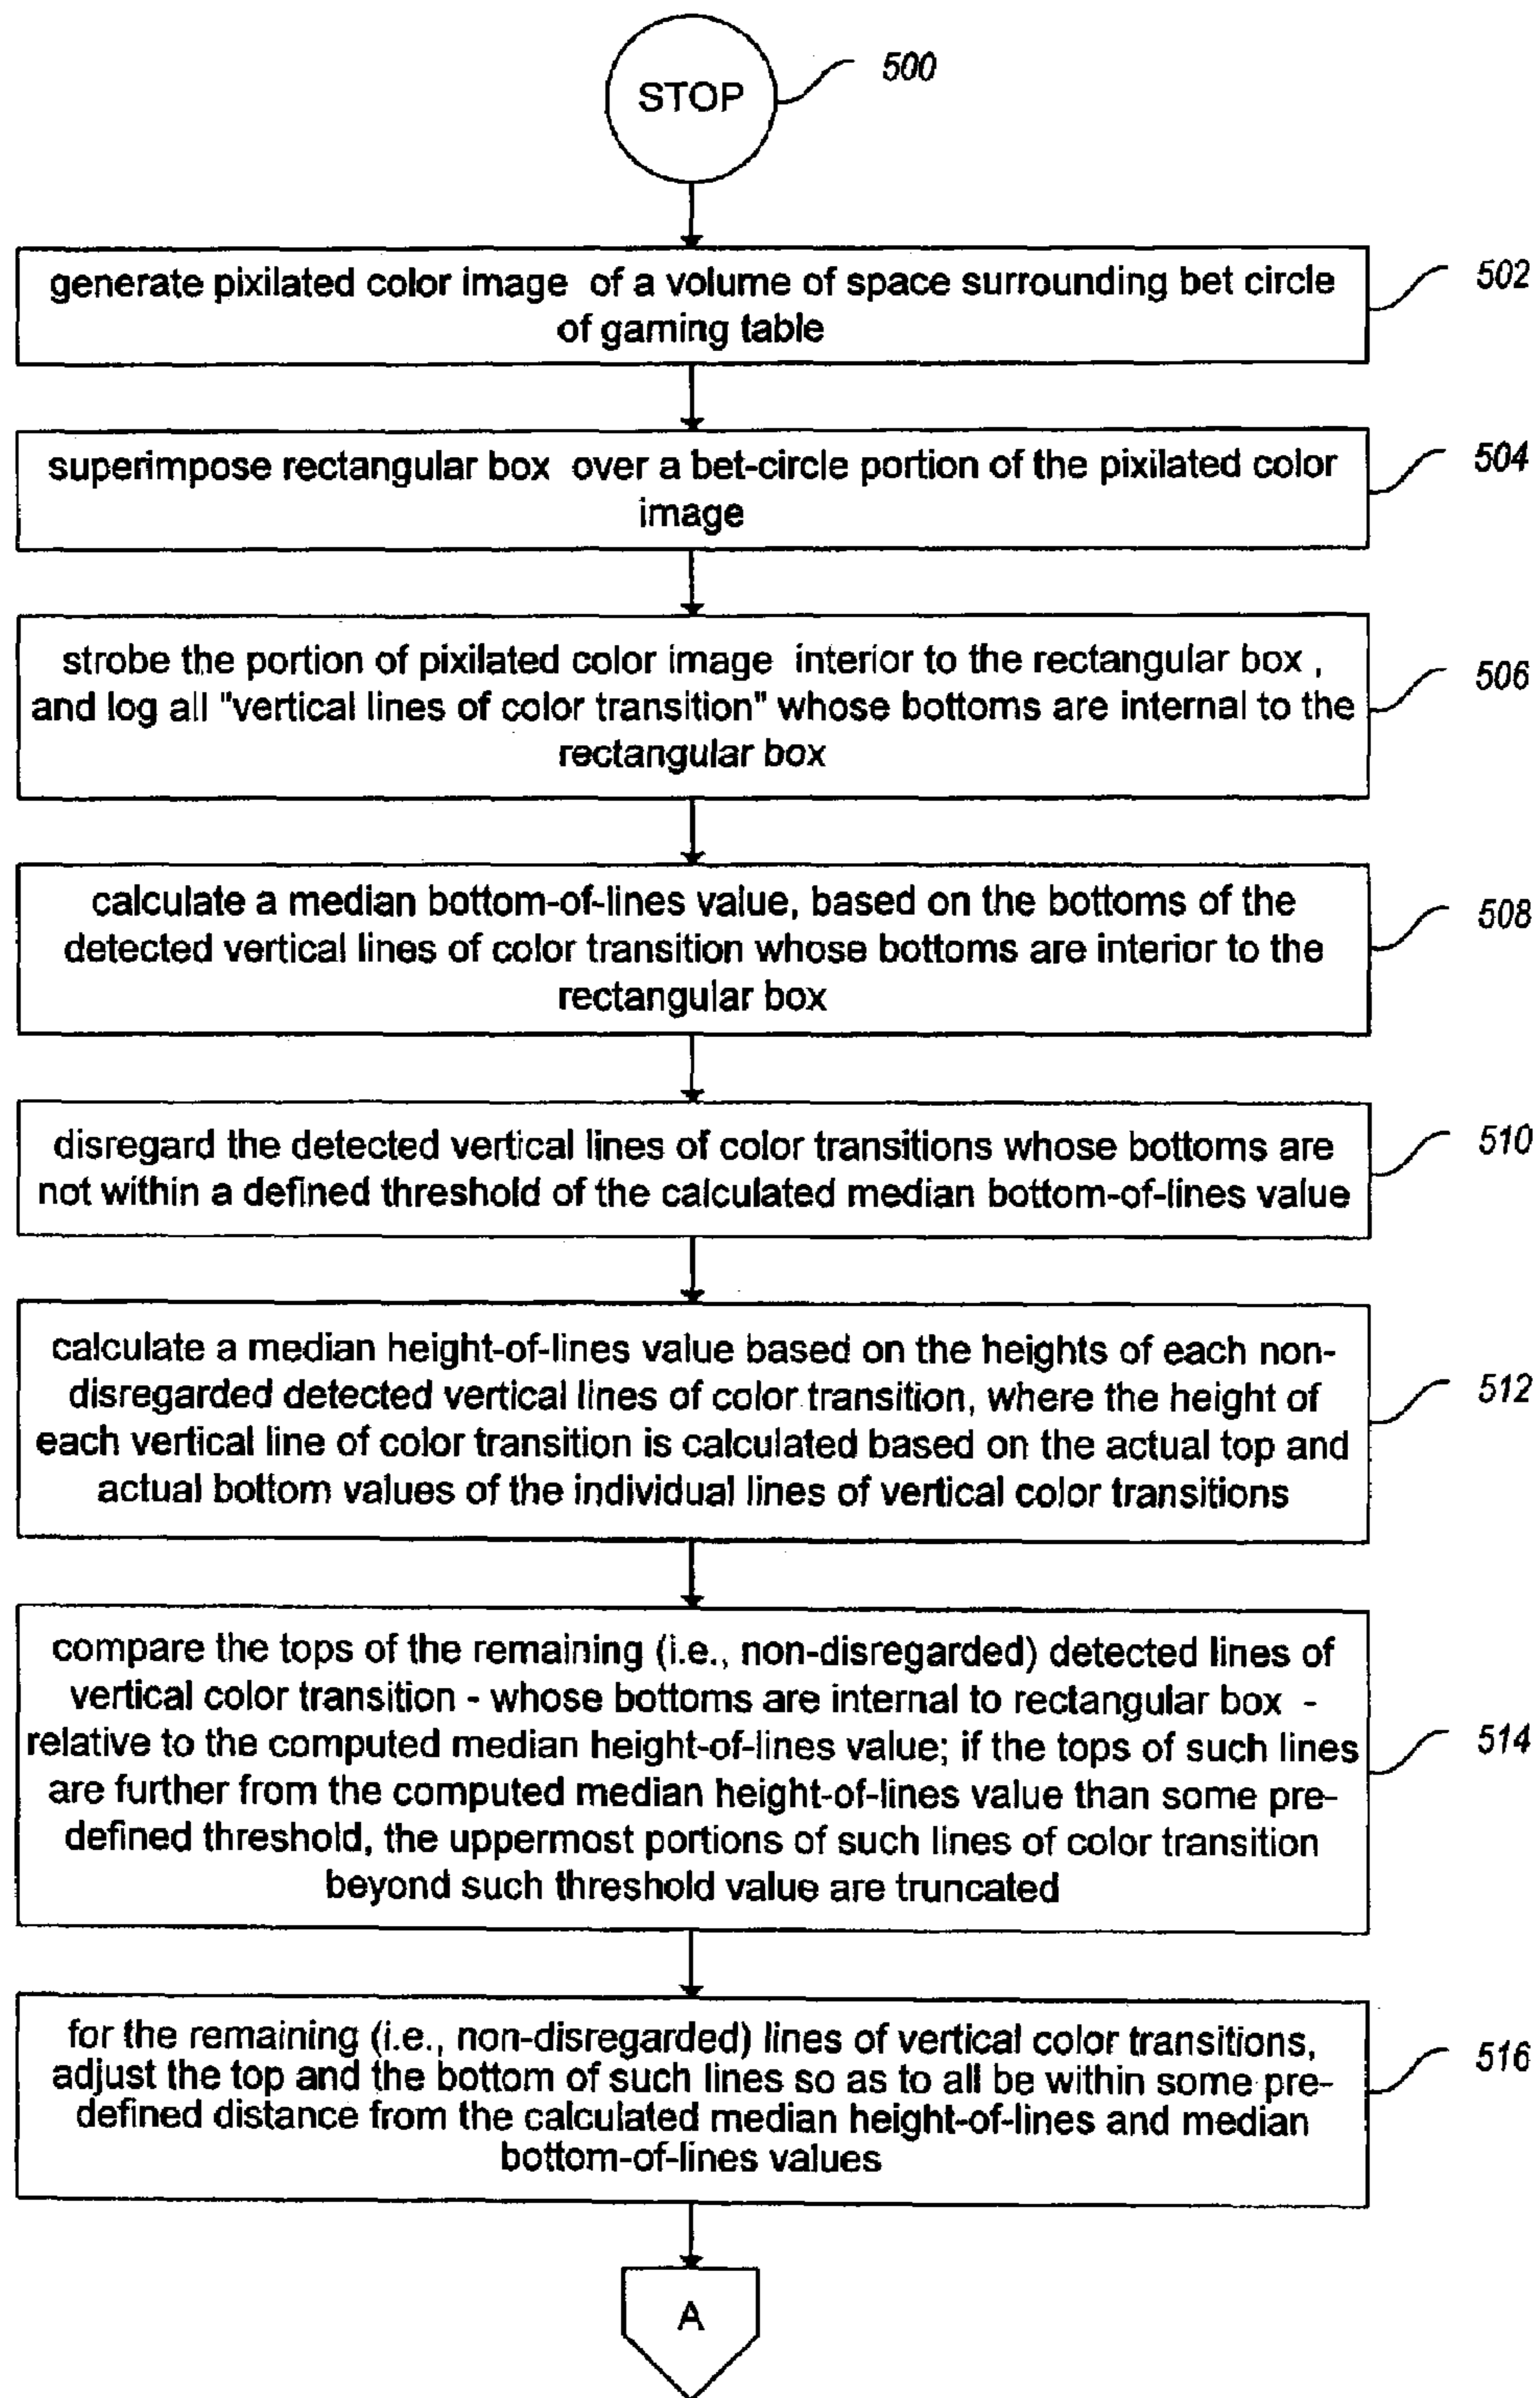 STOP
500
generate pixilated color image of a volume of space surrounding bet circle
of gaming table
502
superimpose rectangular box over a bet-circle portion of the pixilated color
image
504
strobe the portion of pixilated color image interior to the rectangular box ,
and log all "vertical lines of color transition" whose bottoms are internal to the
rectangular box
506
calculate a median bottom-of-lines value, based on the bottoms of the
detected vertical lines of color transition whose bottoms are interior to the
rectangular box
508
disregard the detected vertical lines of color transitions whose bottoms are
not within a defined threshold of the calculated median bottom-of-lines value
510
calculate a median height-of-lines value based on the heights of each non-
disregarded detected vertical lines of color transition, where the height of
each vertical line of color transition is calculated based on the actual top and
actual bottom values of the individual lines of vertical color transitions
512
compare the tops of the remaining (i.e., non-disregarded) detected lines of
vertical color transition - whose bottoms are internal to rectangular box -
relative to the computed median height-of-lines value; if the tops of such lines
are further from the computed median height-of-lines value than some pre-
defined threshold, the uppermost portions of such lines of color transition
beyond such threshold value are truncated
514
for the remaining (i.e., non-disregarded) lines of vertical color transitions,
adjust the top and the bottom of such lines so as to all be within some pre-
defined distance from the calculated median height-of-lines and median
bottom-of-lines values
516
A